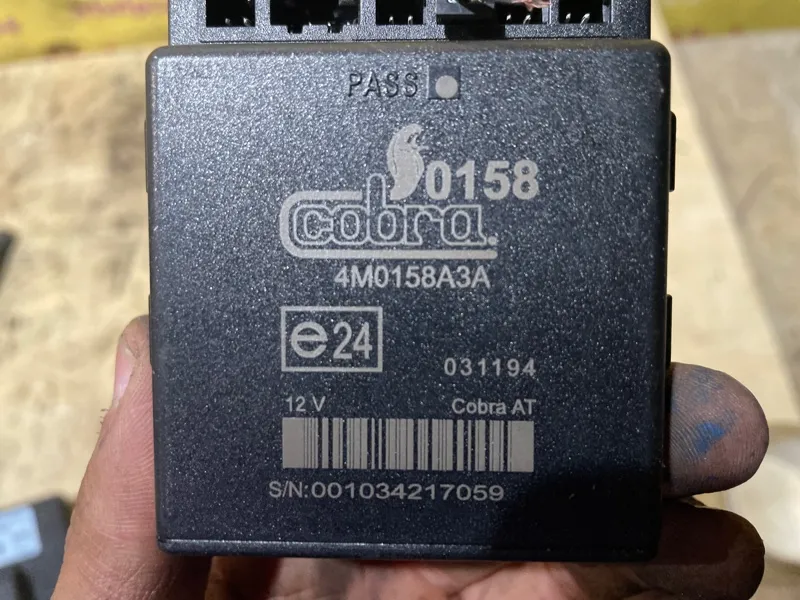 PASS
0158
cobra
4M0158A3A
e24
031194
12 V Cobra AT
S/N:001034217059